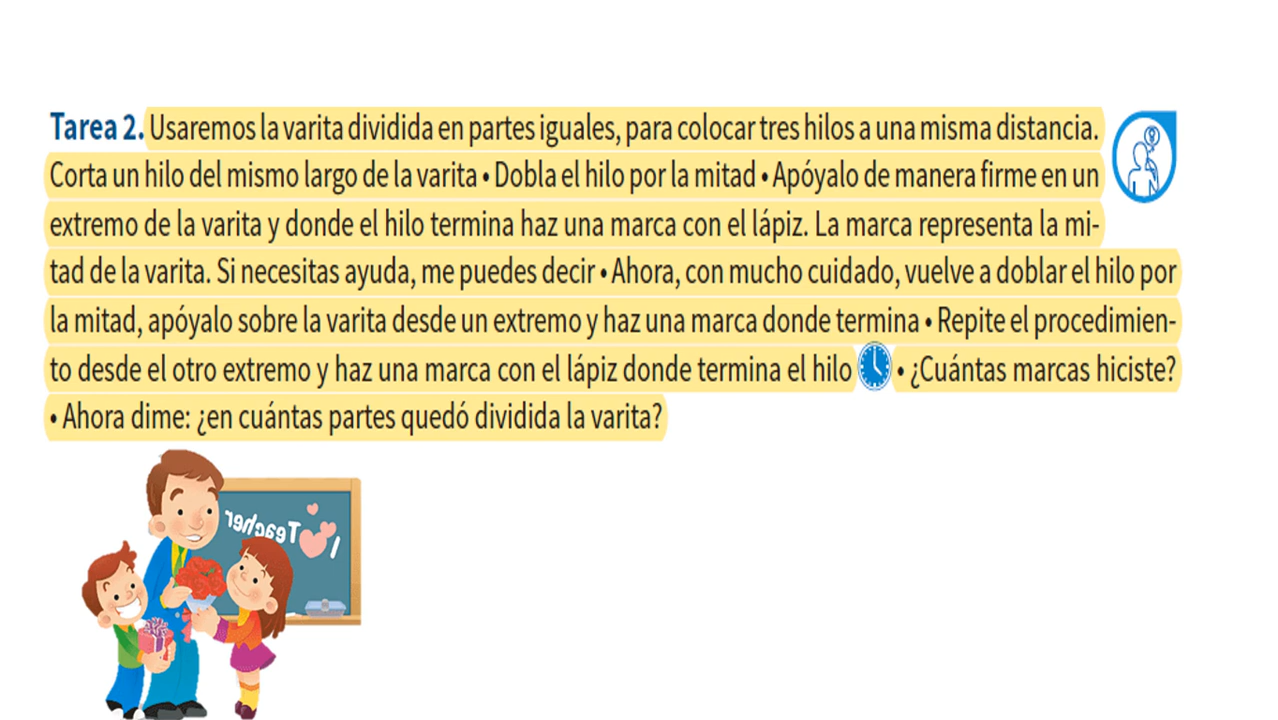 Tarea 2. Usaremos la varita dividida en partes iguales, para colocar tres hilos a una misma distancia.
Corta un hilo del mismo largo de la varita • Dobla el hilo por la mitad • Apóyalo de manera firme en un
extremo de la varita y donde el hilo termina haz una marca con el lápiz. La marca representa la mi-
tad de la varita. Si necesitas ayuda, me puedes decir • Ahora, con mucho cuidado, vuelve a doblar el hilo por
la mitad, apóyalo sobre la varita desde un extremo y haz una marca donde termina • Repite el procedimien-
to desde el otro extremo y haz una marca con el lápiz donde termina el hilo • ¿Cuántas marcas hiciste?
• Ahora dime: ¿en cuántas partes quedó dividida la varita?
I Teacher